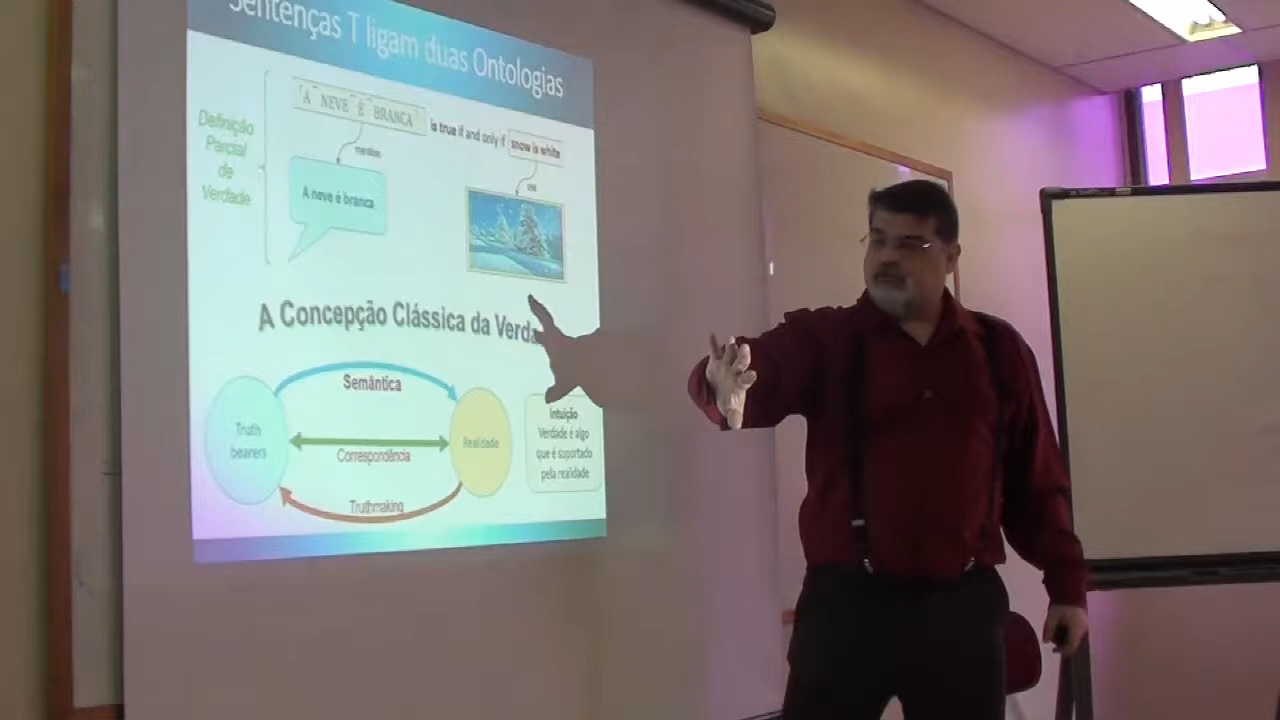 Sentenças T ligam duas Ontologias
Definição
Parcial
de
Verdade
A NEVE É BRANCA
is true if and only if
snow is white
mention
use
A neve é branca
A Concepção Clássica da Verda
Semântica
Truth
bearers
Realidade
Correspondência
Truthmaking
Intuição
Verdade é algo
que é suportado
pela realidade